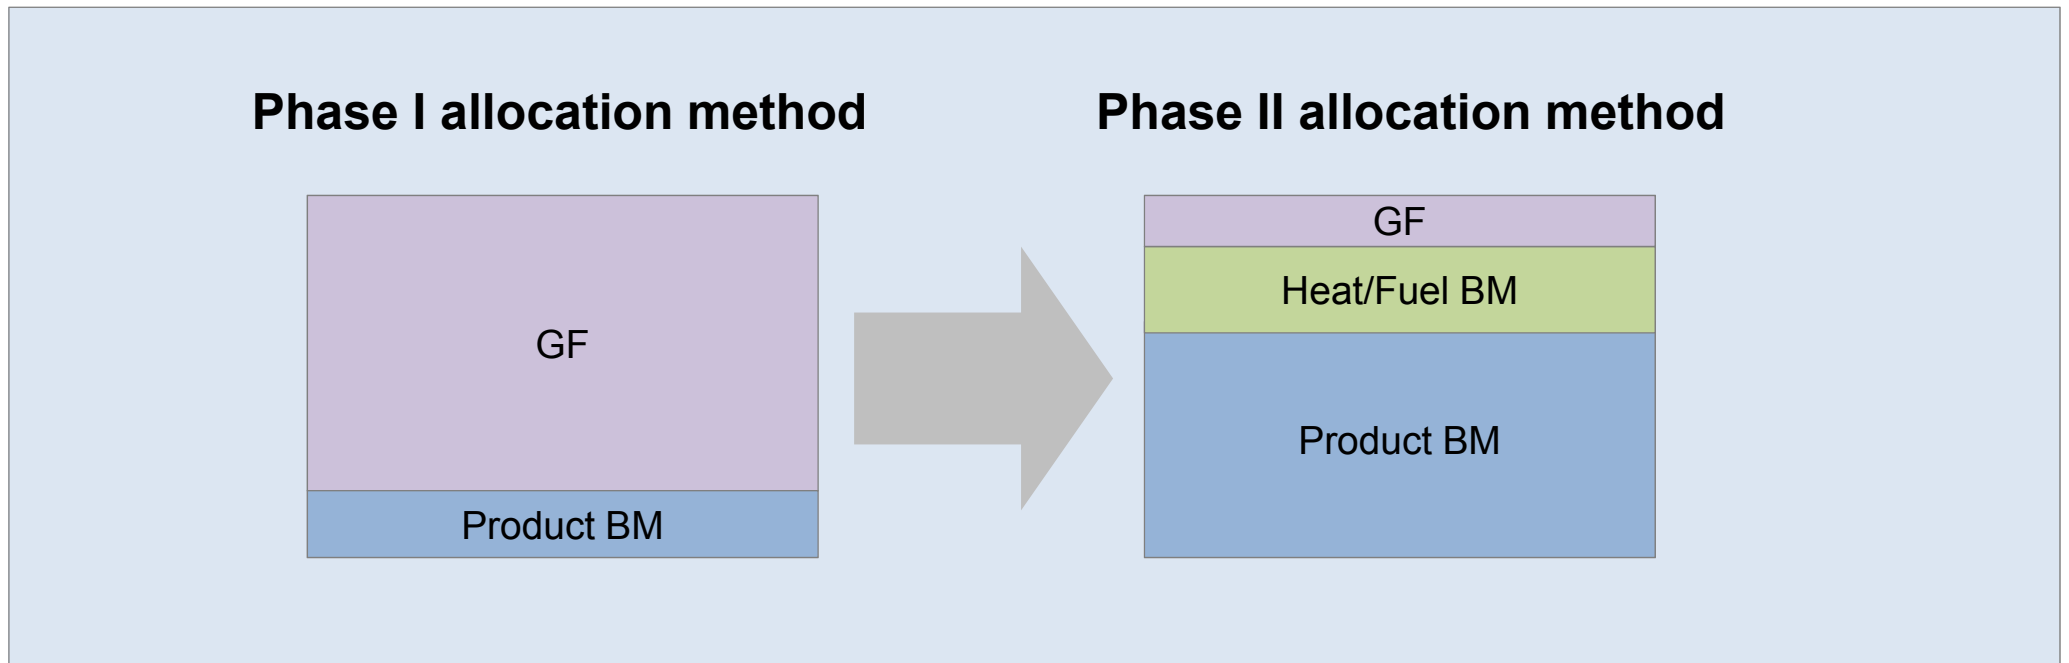 Phase I allocation method
GF
Product BM
Phase II allocation method
GF
Heat/Fuel BM
Product BM